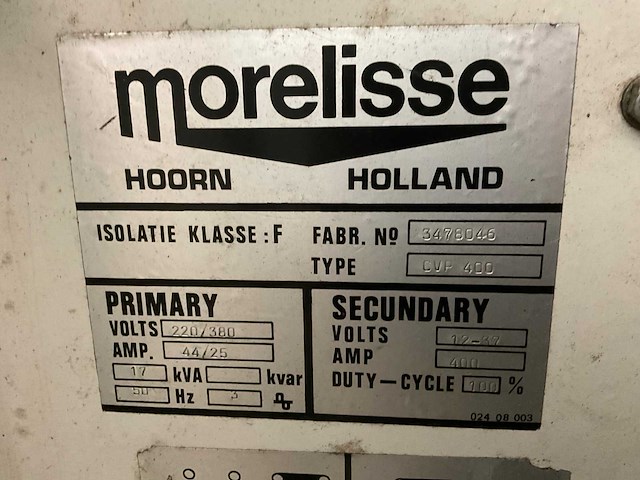 morelisse
HOORN HOLLAND
ISOLATIE KLASSE : F FABR. Nº 3478046
TYPE CVP 400
PRIMARY
VOLTS 220/380
AMP. 44/25
17 kVA kvar
50 Hz 3
SECUNDARY
VOLTS 12-37
AMP 400
DUTY-CYCLE 100 %
024 08 003